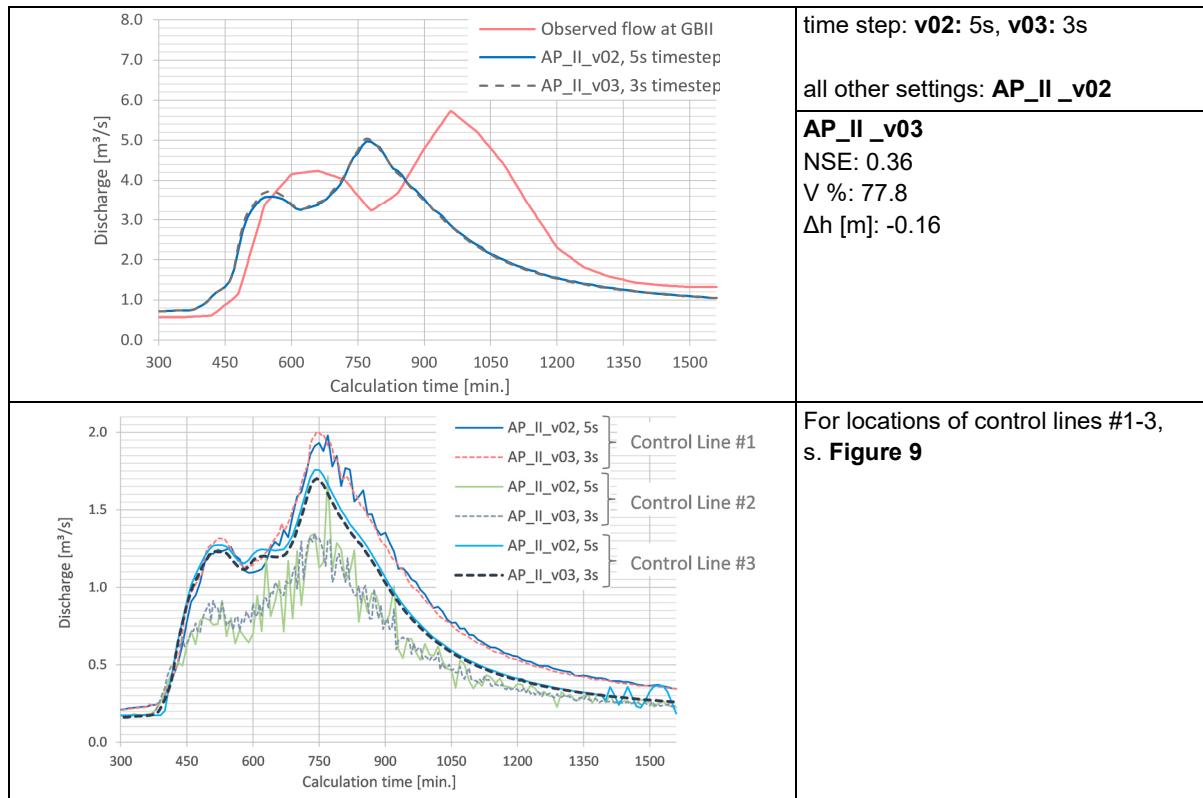 8.0
7.0
6.0
5.0
4.0
3.0
2.0
1.0
0.0
Discharge [m³/s]
300 450 600 750 900 1050 1200 1350 1500
Calculation time [min.]
Observed flow at GBII
AP_II_v02, 5s timestep
AP_II_v03, 3s timestep
time step: v02: 5s, v03: 3s
all other settings: AP_II _v02
AP_II _v03
NSE: 0.36
V %: 77.8
Δh [m]: -0.16
2.0
1.5
1.0
0.5
0.0
Discharge [m³/s]
300 450 600 750 900 1050 1200 1350 1500
Calculation time [min.]
AP_II_v02, 5s
AP_II_v03, 3s
Control Line #1
AP_II_v02, 5s
AP_II_v03, 3s
Control Line #2
AP_II_v02, 5s
AP_II_v03, 3s
Control Line #3
For locations of control lines #1-3,
s. Figure 9